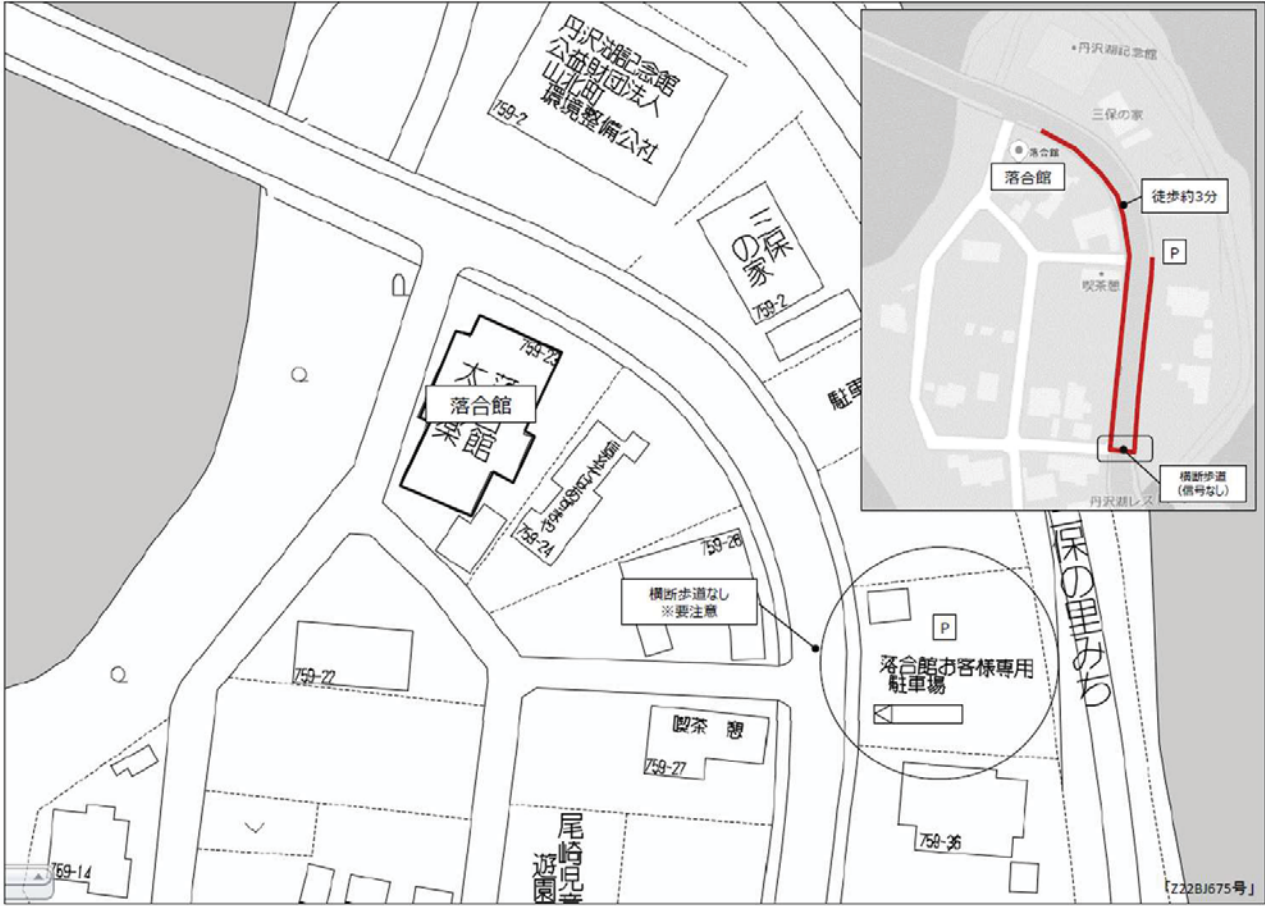 丹沢湖記念館
公益財団法人
山北町
環境整備公社
759-2
三保
の家
759-2
駐車
759-23
落合館
館
759-24
759-26
横断歩道なし
※要注意
P
落合館お客様専用
駐車場
759-22
喫茶 憩
759-27
尾崎児童
遊園
759-36
759-14
保の里みち
「Z22BJ675号」
丹沢湖記念館
三保の家
落合館
落合館
徒歩約3分
P
喫茶憩
横断歩道
(信号なし)
丹沢湖レス